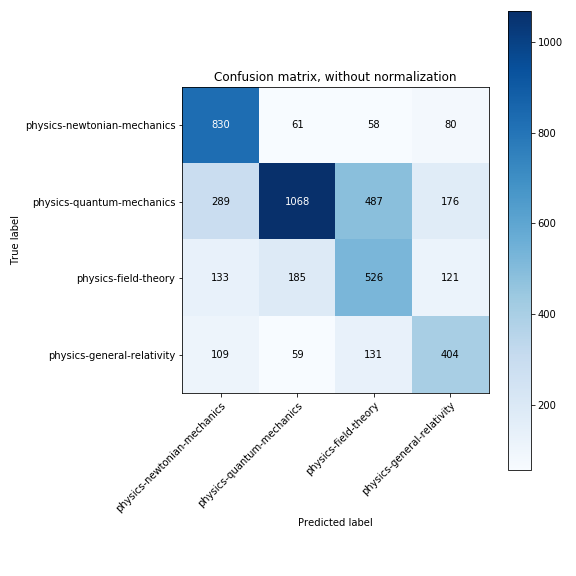 Confusion matrix, without normalization
physics-newtonian-mechanics 830 61 58 80
physics-quantum-mechanics 289 1068 487 176
physics-field-theory 133 185 526 121
physics-general-relativity 109 59 131 404
True label
physics-newtonian-mechanics
physics-quantum-mechanics
physics-field-theory
physics-general-relativity
Predicted label
1000
800
600
400
200